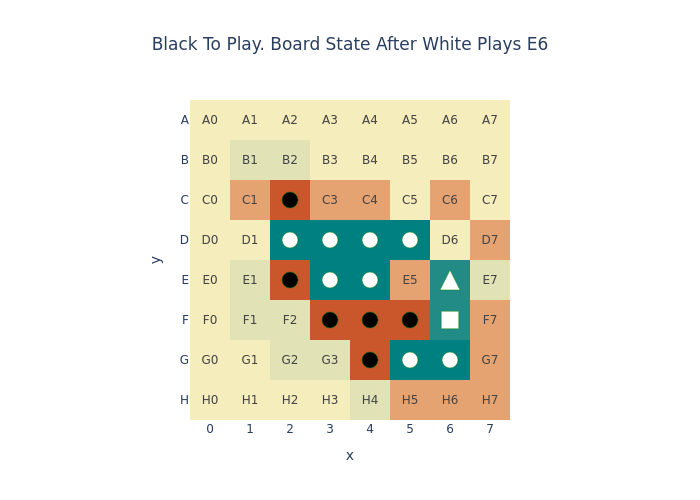 Black To Play. Board State After White Plays E6
A A0 A1 A2 A3 A4 A5 A6 A7
B B0 B1 B2 B3 B4 B5 B6 B7
C C0 C1 C3 C4 C5 C6 C7
D D0 D1 D6 D7
y
E E0 E1 E5 E7
F F0 F1 F2 F7
G G0 G1 G2 G3 G7
H H0 H1 H2 H3 H4 H5 H6 H7
0 1 2 3 4 5 6 7
x